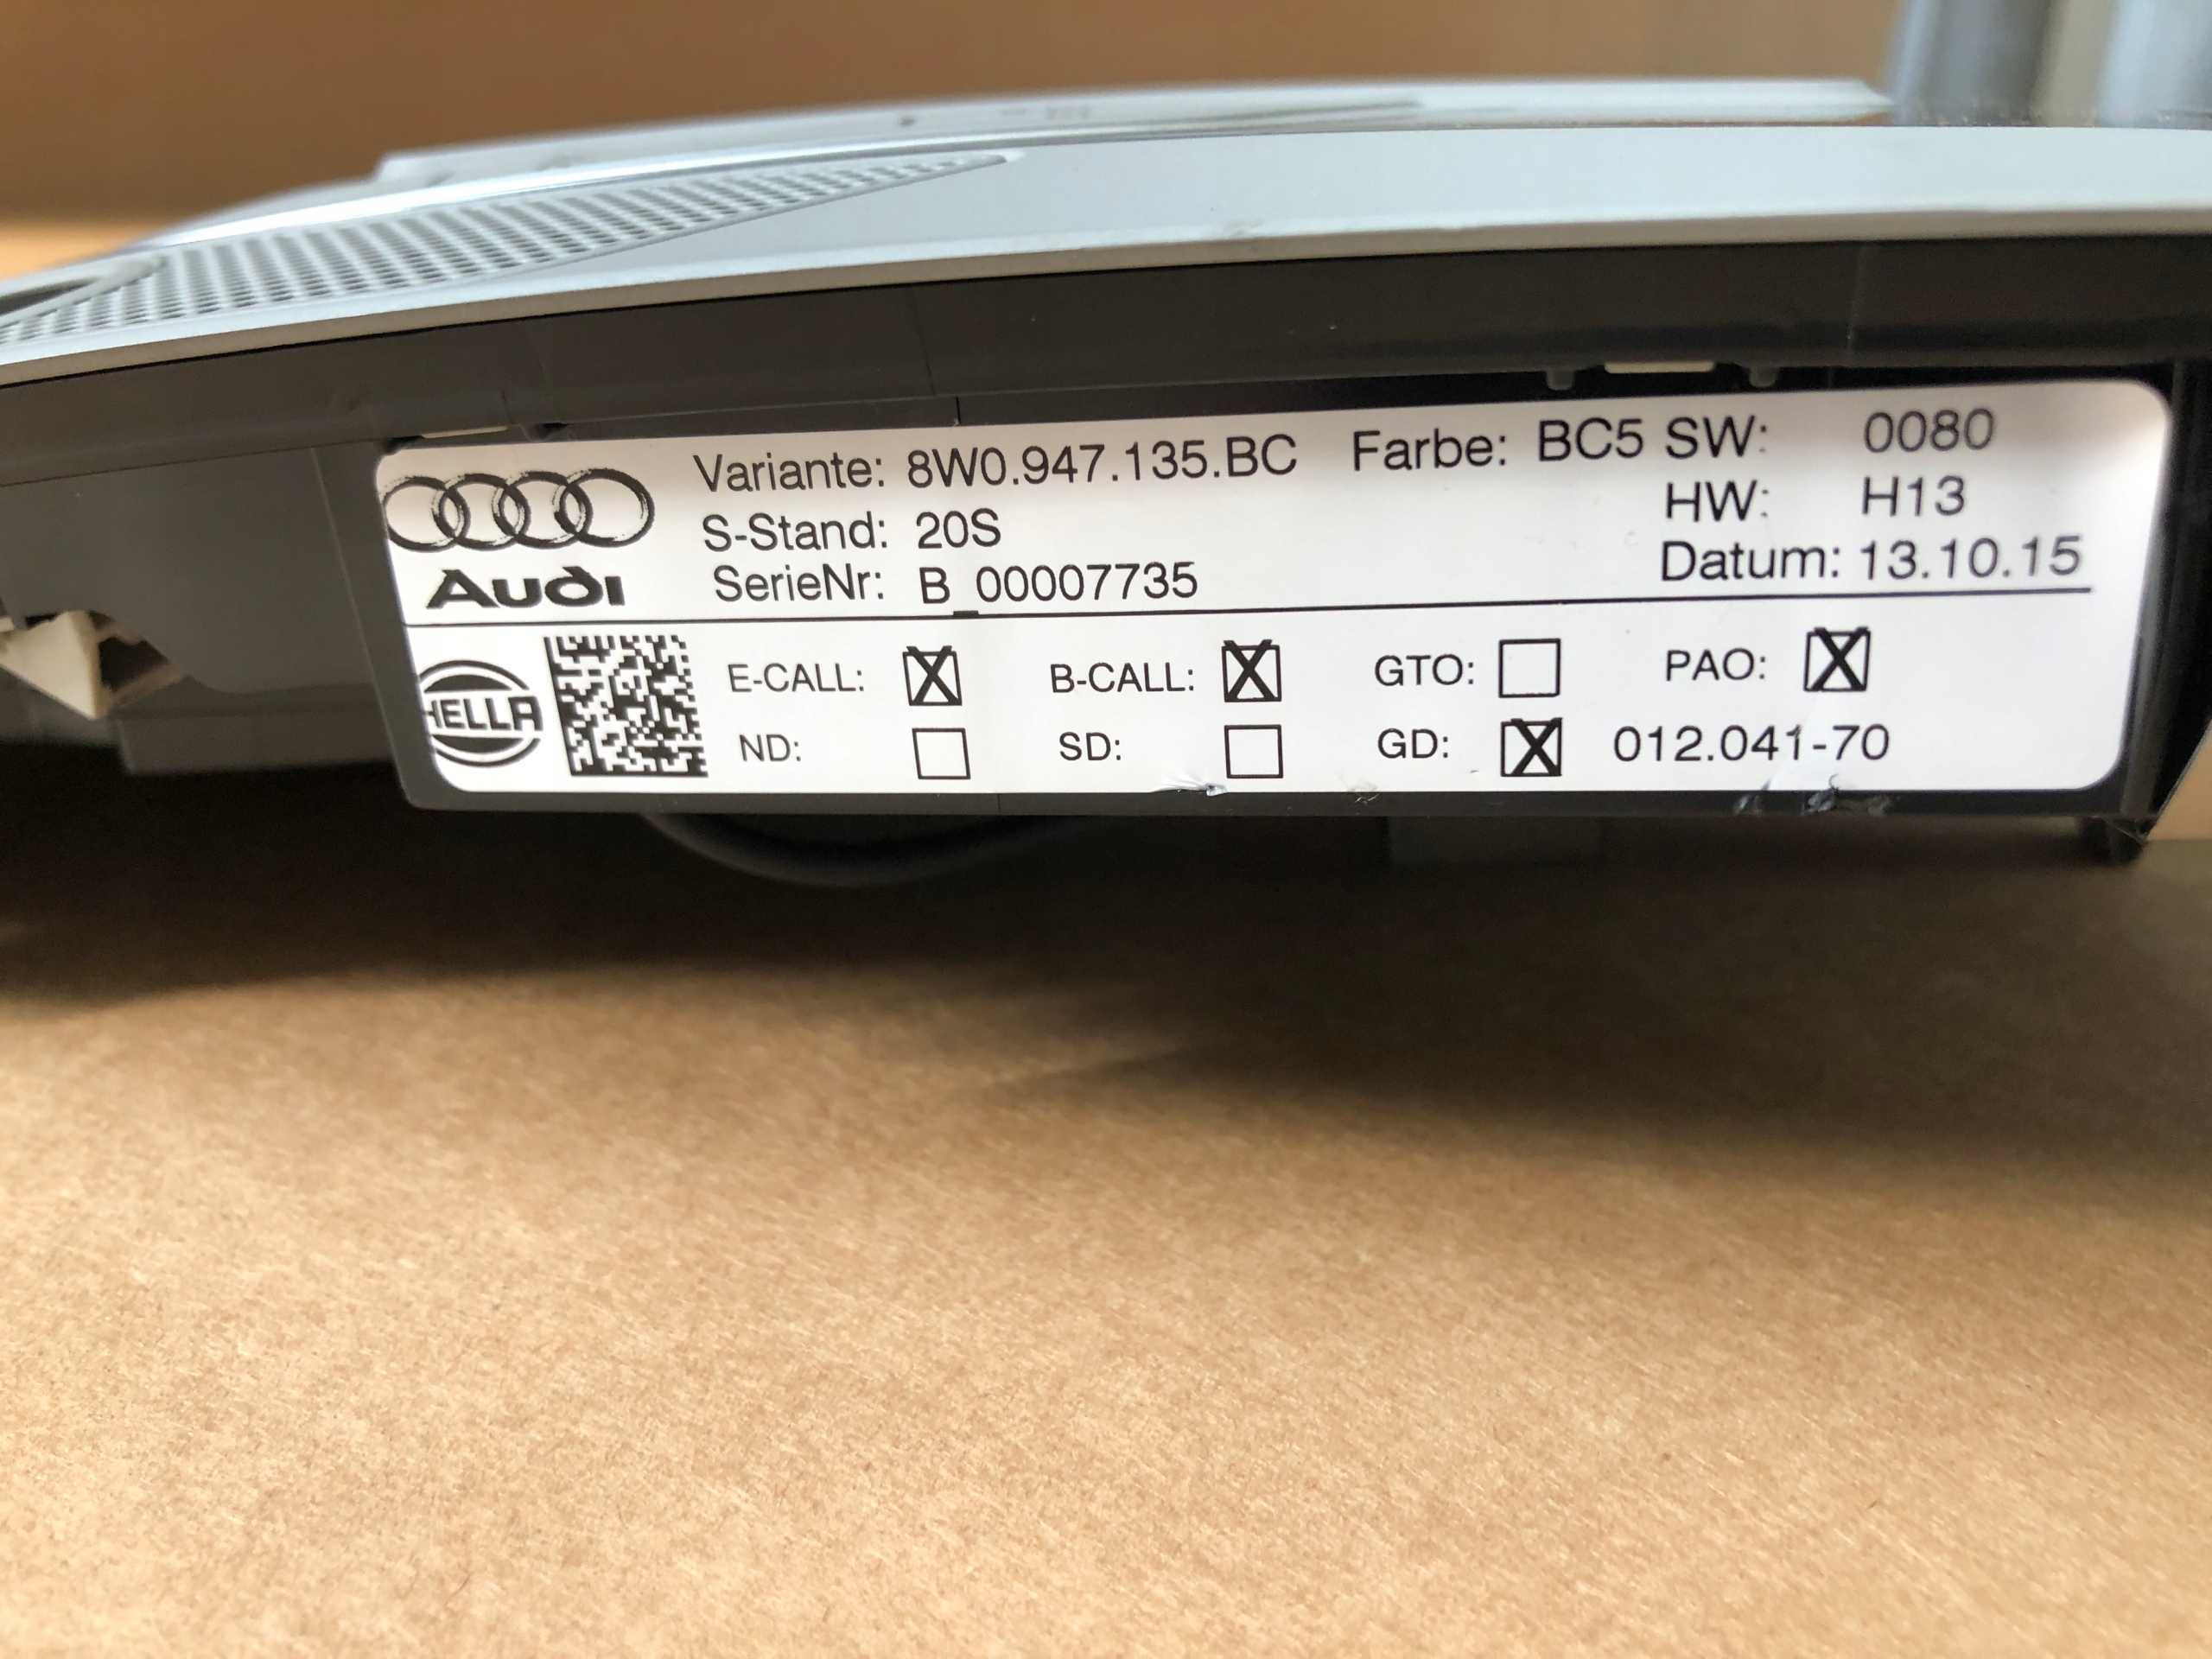 Variante: 8W0.947.135.BC Farbe: BC5 SW: 0080
S-Stand: 20S HW: H13
SerieNr: B_00007735 Datum: 13.10.15
Audi
HELLA
E-CALL: X B-CALL: X GTO: PAO: X
ND: SD: GD: X 012.041-70